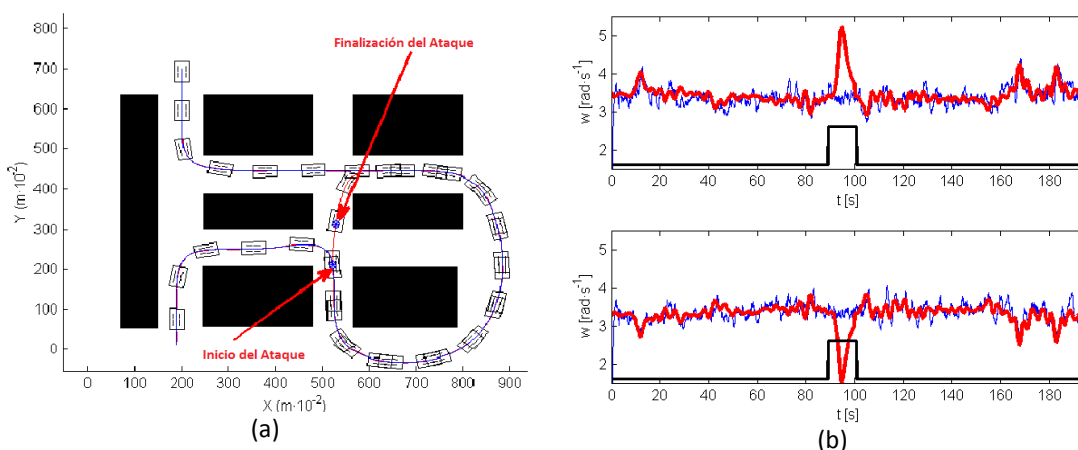 800
700
600
500
400
300
200
100
0
Y (m·10⁻²)
0 100 200 300 400 500 600 700 800 900
X (m·10⁻²)
Finalización del Ataque
Inicio del Ataque
(a)
5
4
3
2
w [rad·s⁻¹]
0 20 40 60 80 100 120 140 160 180
t [s]
5
4
3
2
w [rad·s⁻¹]
0 20 40 60 80 100 120 140 160 180
t [s]
(b)